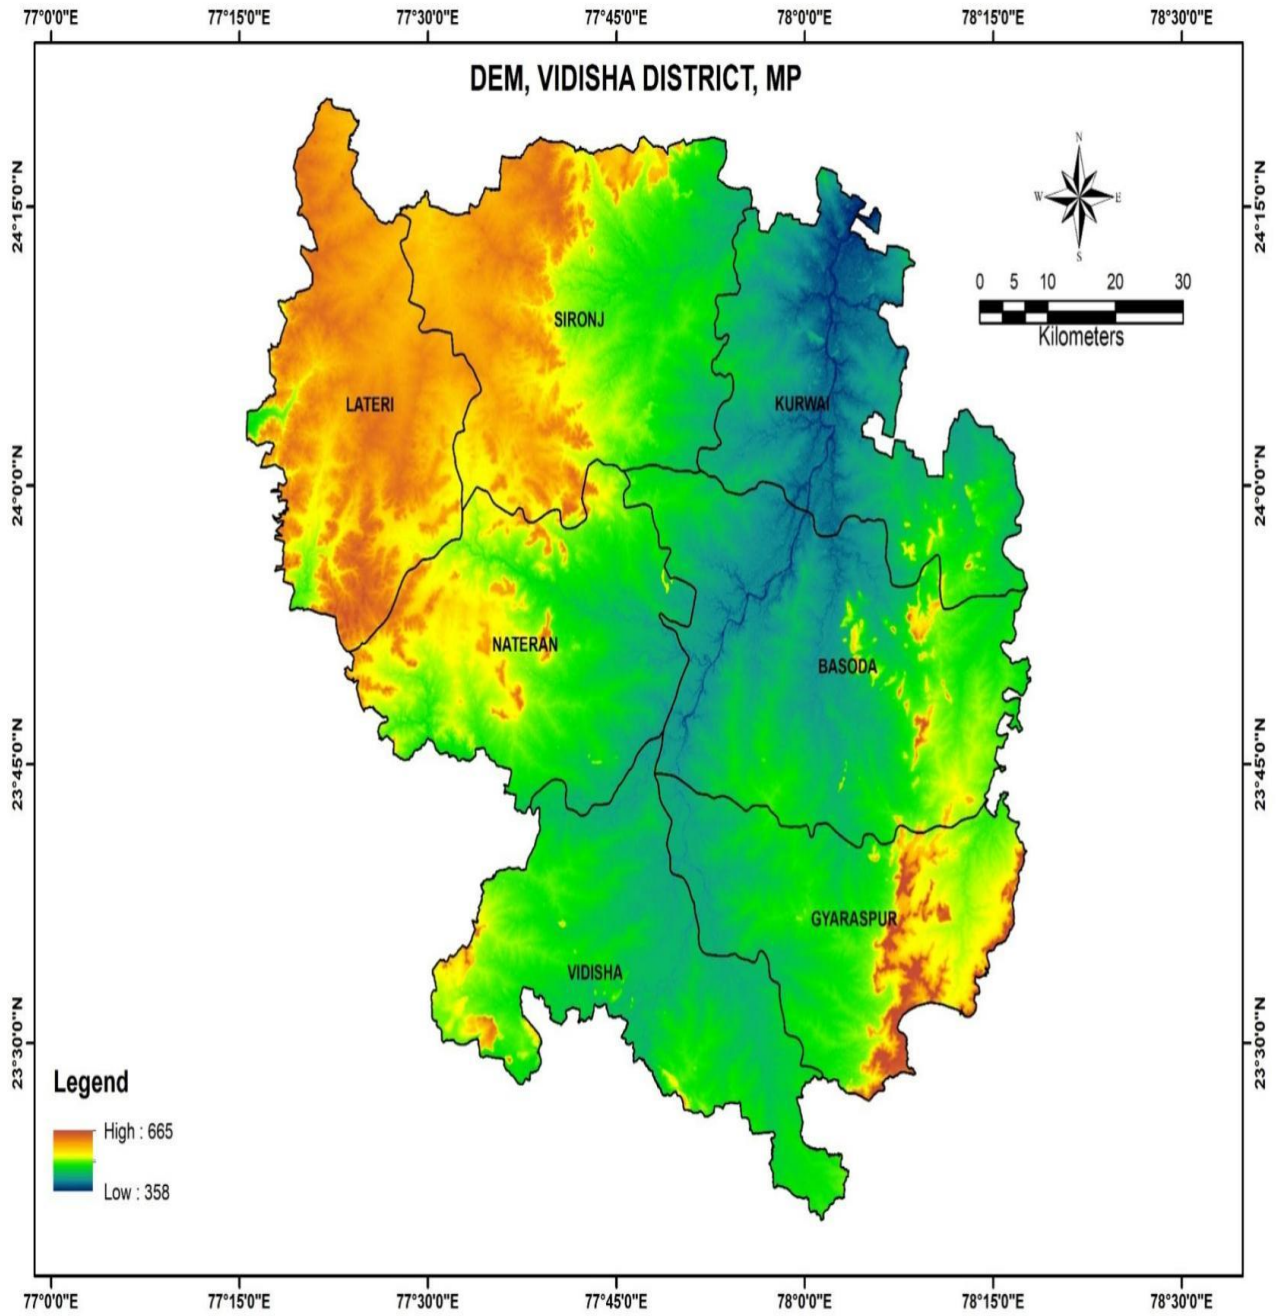 77°0'0"E 77°15'0"E 77°30'0"E 77°45'0"E 78°0'0"E 78°15'0"E 78°30'0"E
DEM, VIDISHA DISTRICT, MP
N
W E
S
24°15'0"N 24°15'0"N
0 5 10 20 30
Kilometers
SIRONJ
LATERI
KURWAI
24°0'0"N 24°0'0"N
NATERAN
BASODA
23°45'0"N 23°45'0"N
GYARASPUR
VIDISHA
23°30'0"N 23°30'0"N
Legend
High : 665
Low : 358
77°0'0"E 77°15'0"E 77°30'0"E 77°45'0"E 78°0'0"E 78°15'0"E 78°30'0"E